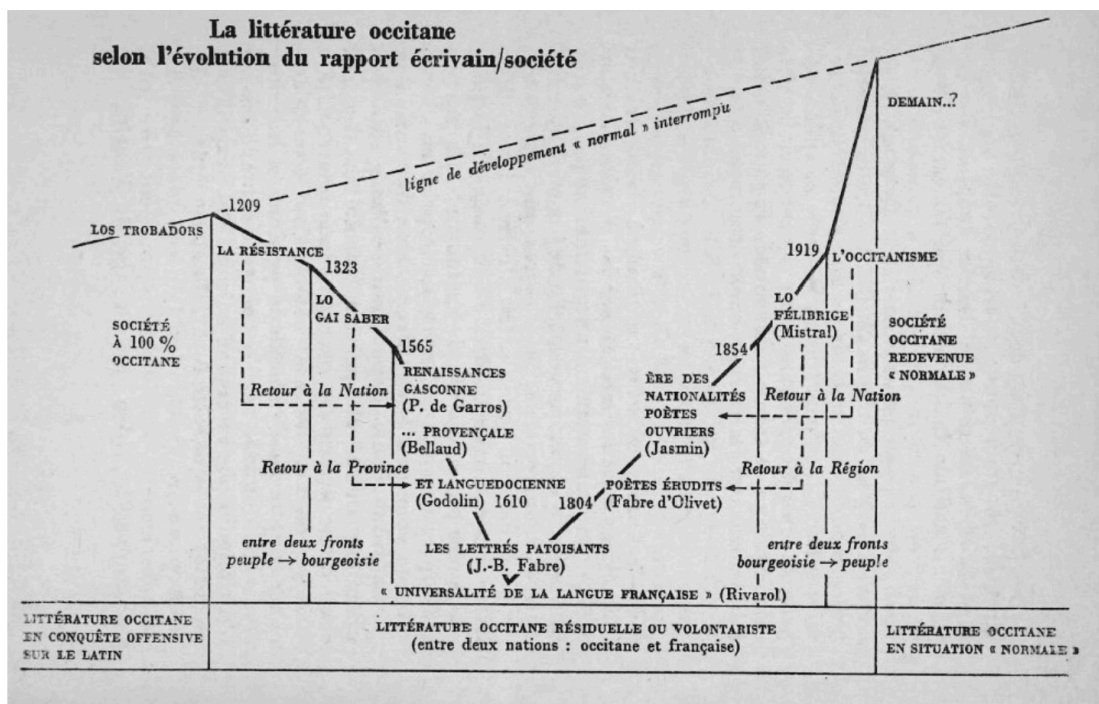 La littérature occitane
selon l'évolution du rapport écrivain/société
DEMAIN..?
ligne de développement « normal » interrompu
1209
LOS TROBADORS
LA RÉSISTANCE
1323
1919
L'OCCITANISME
LO
GAI SABER
LO
FÉLIBRIGE
(Mistral)
SOCIÉTÉ
À 100 %
OCCITANE
SOCIÉTÉ
OCCITANE
REDEVENUE
« NORMALE »
1565
1854
RENAISSANCES
GASCONNE
(P. de Garros)
Retour à la Nation
ÈRE DES
NATIONALITÉS
POÈTES
OUVRIERS
(Jasmin)
Retour à la Nation
... PROVENÇALE
(Bellaud)
Retour à la Province
Retour à la Région
ET LANGUEDOCIENNE
(Godolin) 1610
POÈTES ÉRUDITS
1804 (Fabre d'Olivet)
entre deux fronts
peuple → bourgeoisie
LES LETTRÉS PATOISANTS
(J.-B. Fabre)
entre deux fronts
bourgeoisie → peuple
« UNIVERSALITÉ DE LA LANGUE FRANÇAISE » (Rivarol)
LITTÉRATURE OCCITANE
EN CONQUÊTE OFFENSIVE
SUR LE LATIN
LITTÉRATURE OCCITANE RÉSIDUELLE OU VOLONTARISTE
(entre deux nations : occitane et française)
LITTÉRATURE OCCITANE
EN SITUATION « NORMALE »